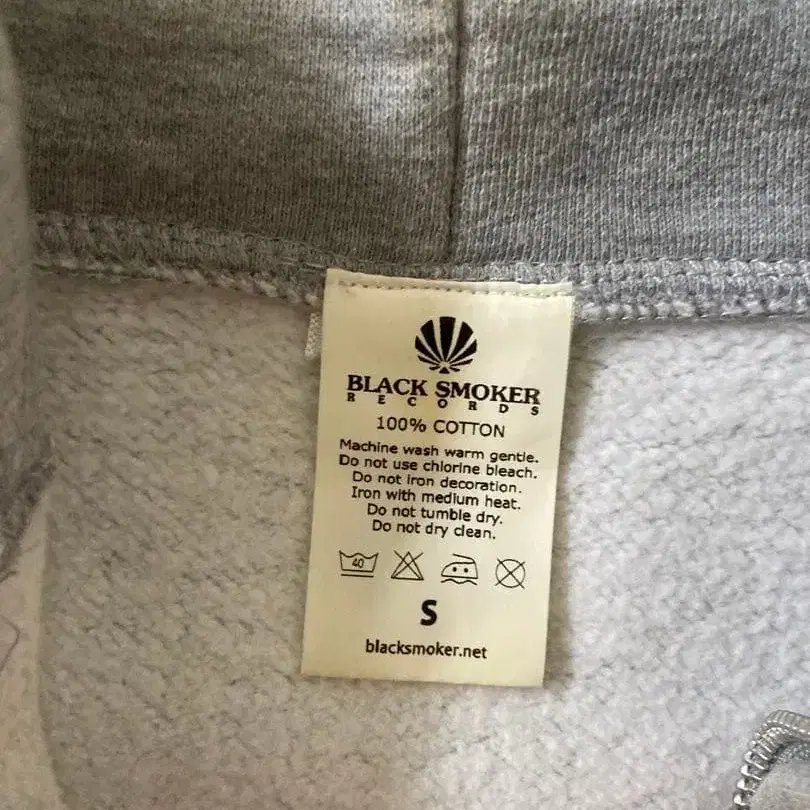 BLACK SMOKER
RECORDS
100% COTTON
Machine wash warm gentle.
Do not use chlorine bleach.
Do not iron decoration.
Iron with medium heat.
Do not tumble dry.
Do not dry clean.
40
S
blacksmoker.net